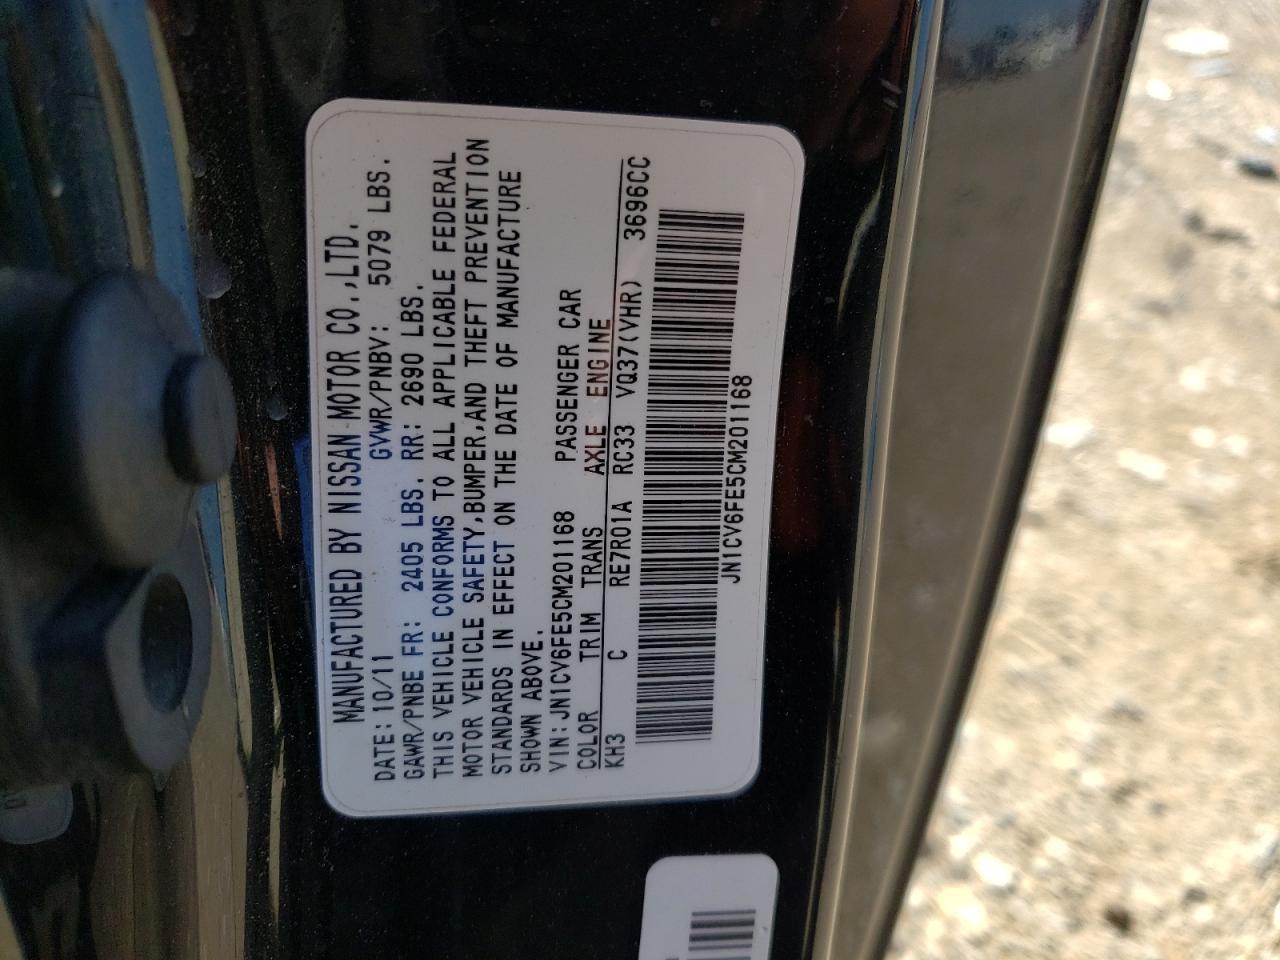 MANUFACTURED BY NISSAN MOTOR CO.,LTD.
DATE:10/11 GVWR/PNBV: 5079 LBS.
GAWR/PNBE FR: 2405 LBS. RR: 2690 LBS.
THIS VEHICLE CONFORMS TO ALL APPLICABLE FEDERAL
MOTOR VEHICLE SAFETY,BUMPER,AND THEFT PREVENTION
STANDARDS IN EFFECT ON THE DATE OF MANUFACTURE
SHOWN ABOVE.
VIN:JN1CV6FE5CM201168 PASSENGER CAR
COLOR TRIM TRANS AXLE ENGINE
KH3 C RE7R01A RC33 VQ37(VHR) 3696CC
JN1CV6FE5CM201168